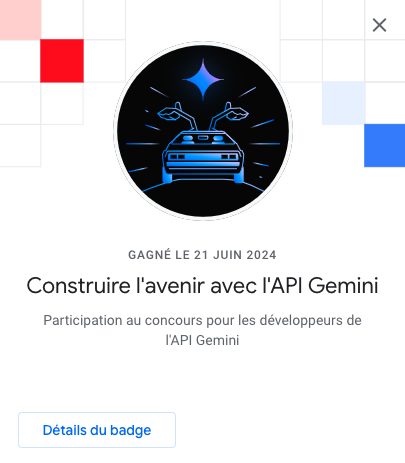 GAGNÉ LE 21 JUIN 2024
Construire l'avenir avec l'API Gemini
Participation au concours pour les développeurs de
l'API Gemini
Détails du badge